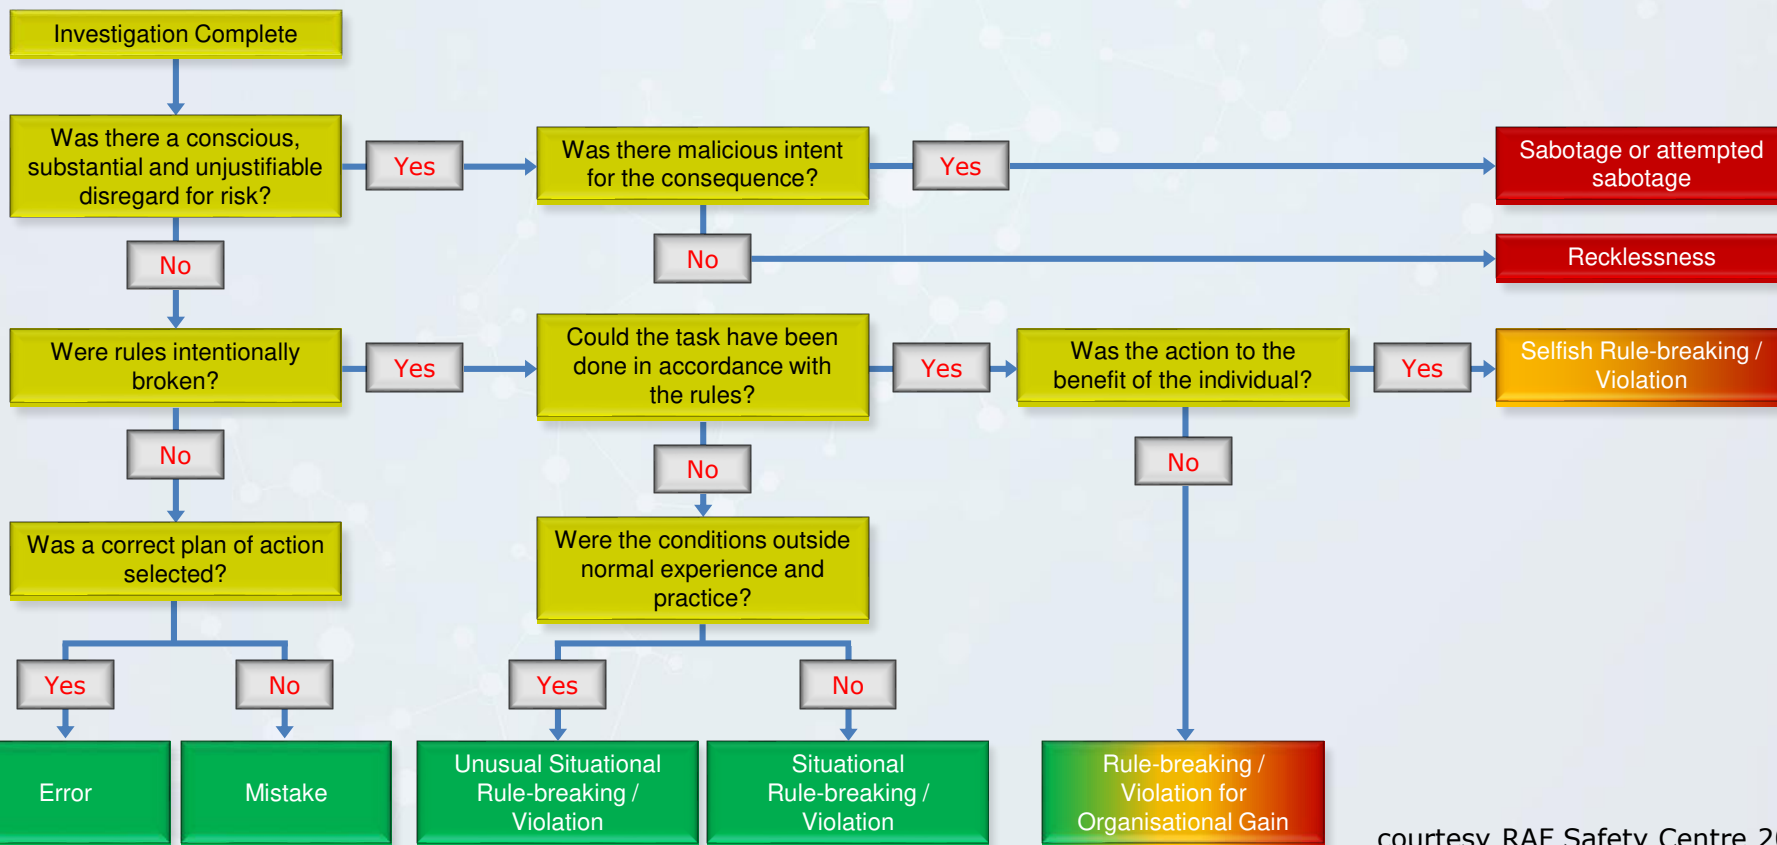 Investigation Complete
Was there a conscious,
substantial and unjustifiable
disregard for risk?
Yes
Was there malicious intent
for the consequence?
Yes
Sabotage or attempted
sabotage
No
No
Recklessness
Were rules intentionally
broken?
Yes
Could the task have been
done in accordance with
the rules?
Yes
Was the action to the
benefit of the individual?
Yes
Selfish Rule-breaking /
Violation
No
No
No
Was a correct plan of action
selected?
Were the conditions outside
normal experience and
practice?
Yes
No
Yes
No
Error
Mistake
Unusual Situational
Rule-breaking /
Violation
Situational
Rule-breaking /
Violation
Rule-breaking /
Violation for
Organisational Gain
courtesy RAF Safety Centre